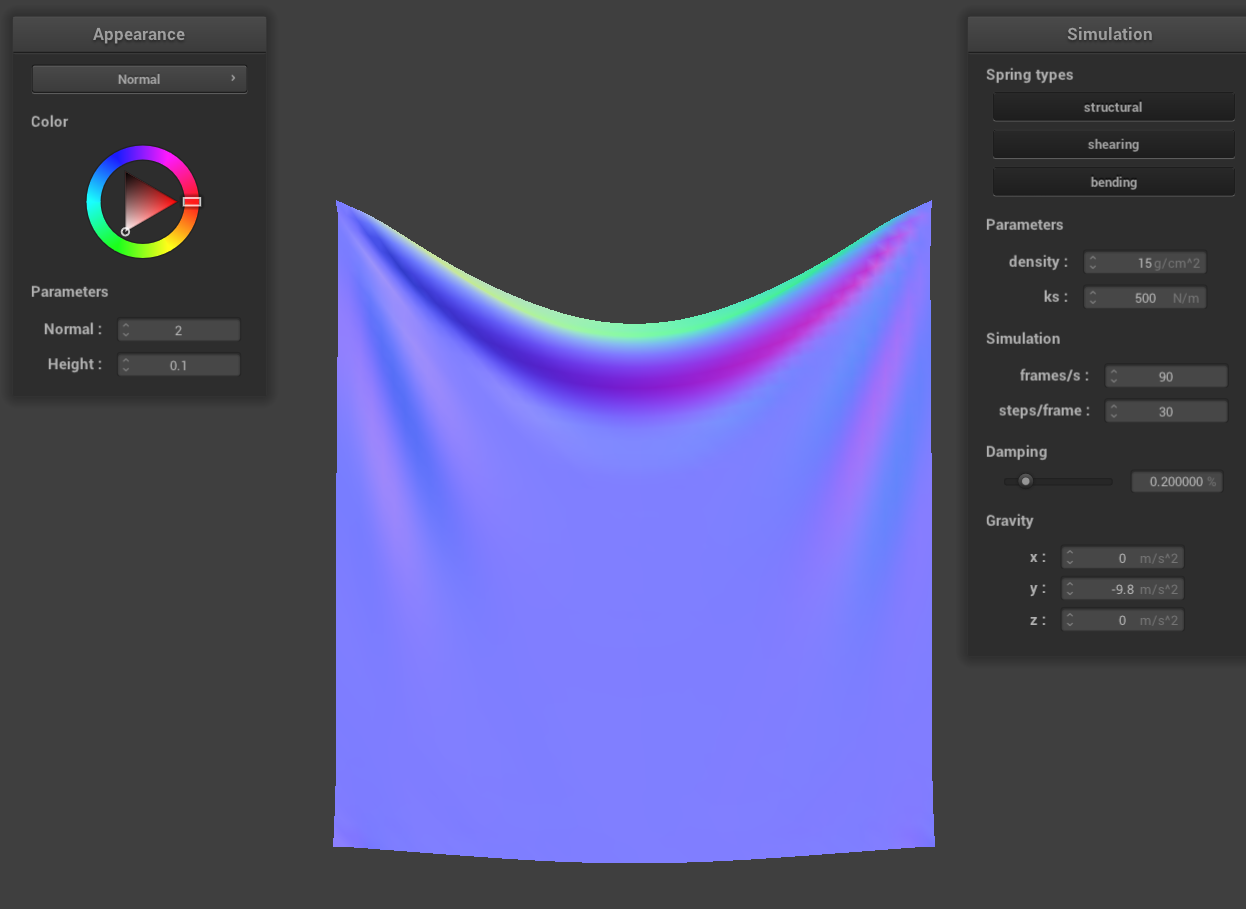 Appearance
Normal
Color
Parameters
Normal : 2
Height : 0.1
Simulation
Spring types
structural
shearing
bending
Parameters
density : 15 g/cm^2
ks : 500 N/m
Simulation
frames/s : 90
steps/frame : 30
Damping
0.200000 %
Gravity
x : 0 m/s^2
y : -9.8 m/s^2
z : 0 m/s^2